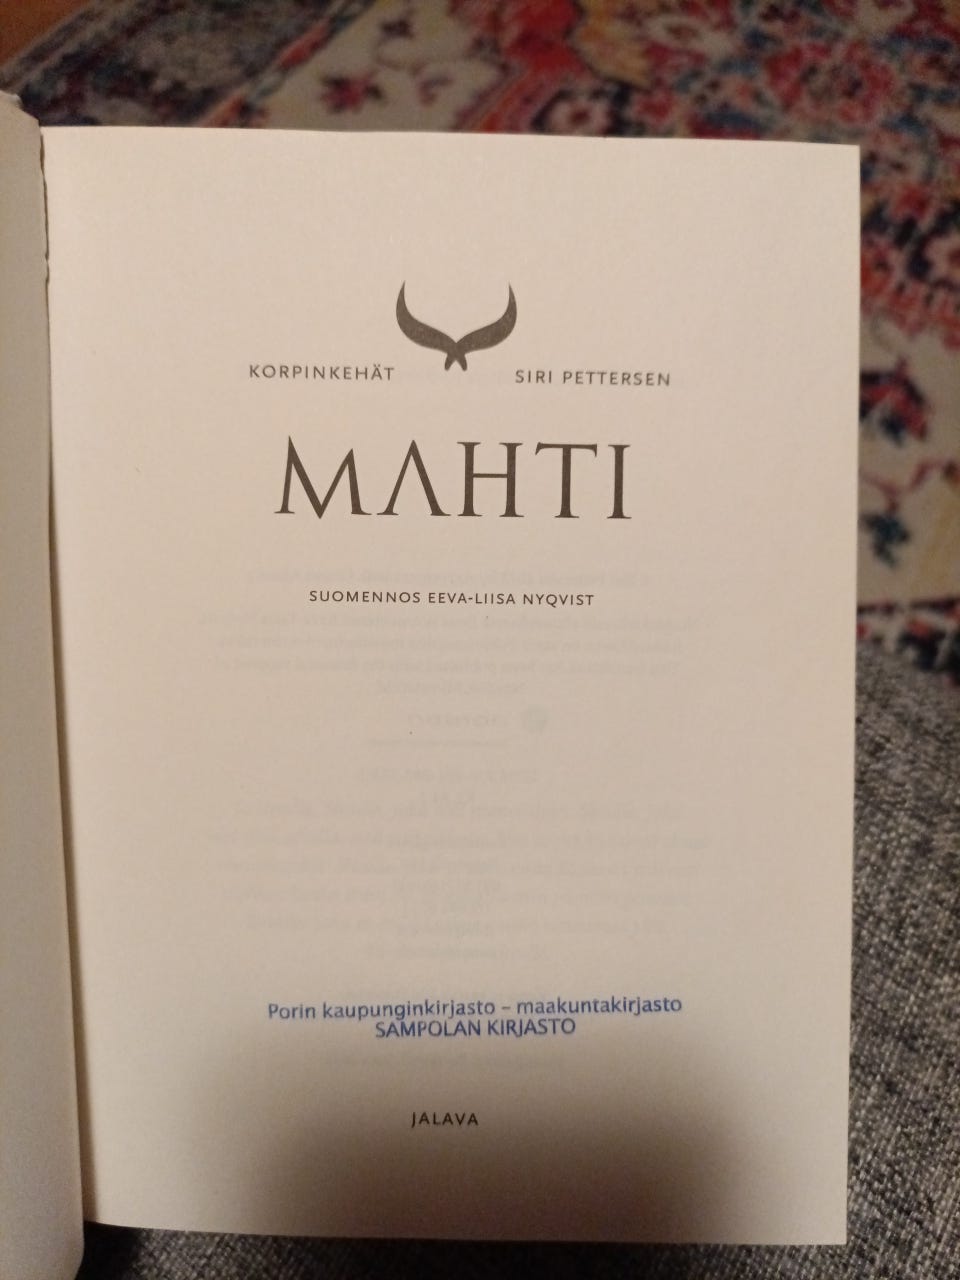 KORPINKEHÄT SIRI PETTERSEN
MAHTI
SUOMENNOS EEVA-LIISA NYQVIST
Porin kaupunginkirjasto – maakuntakirjasto
SAMPOLAN KIRJASTO
JALAVA